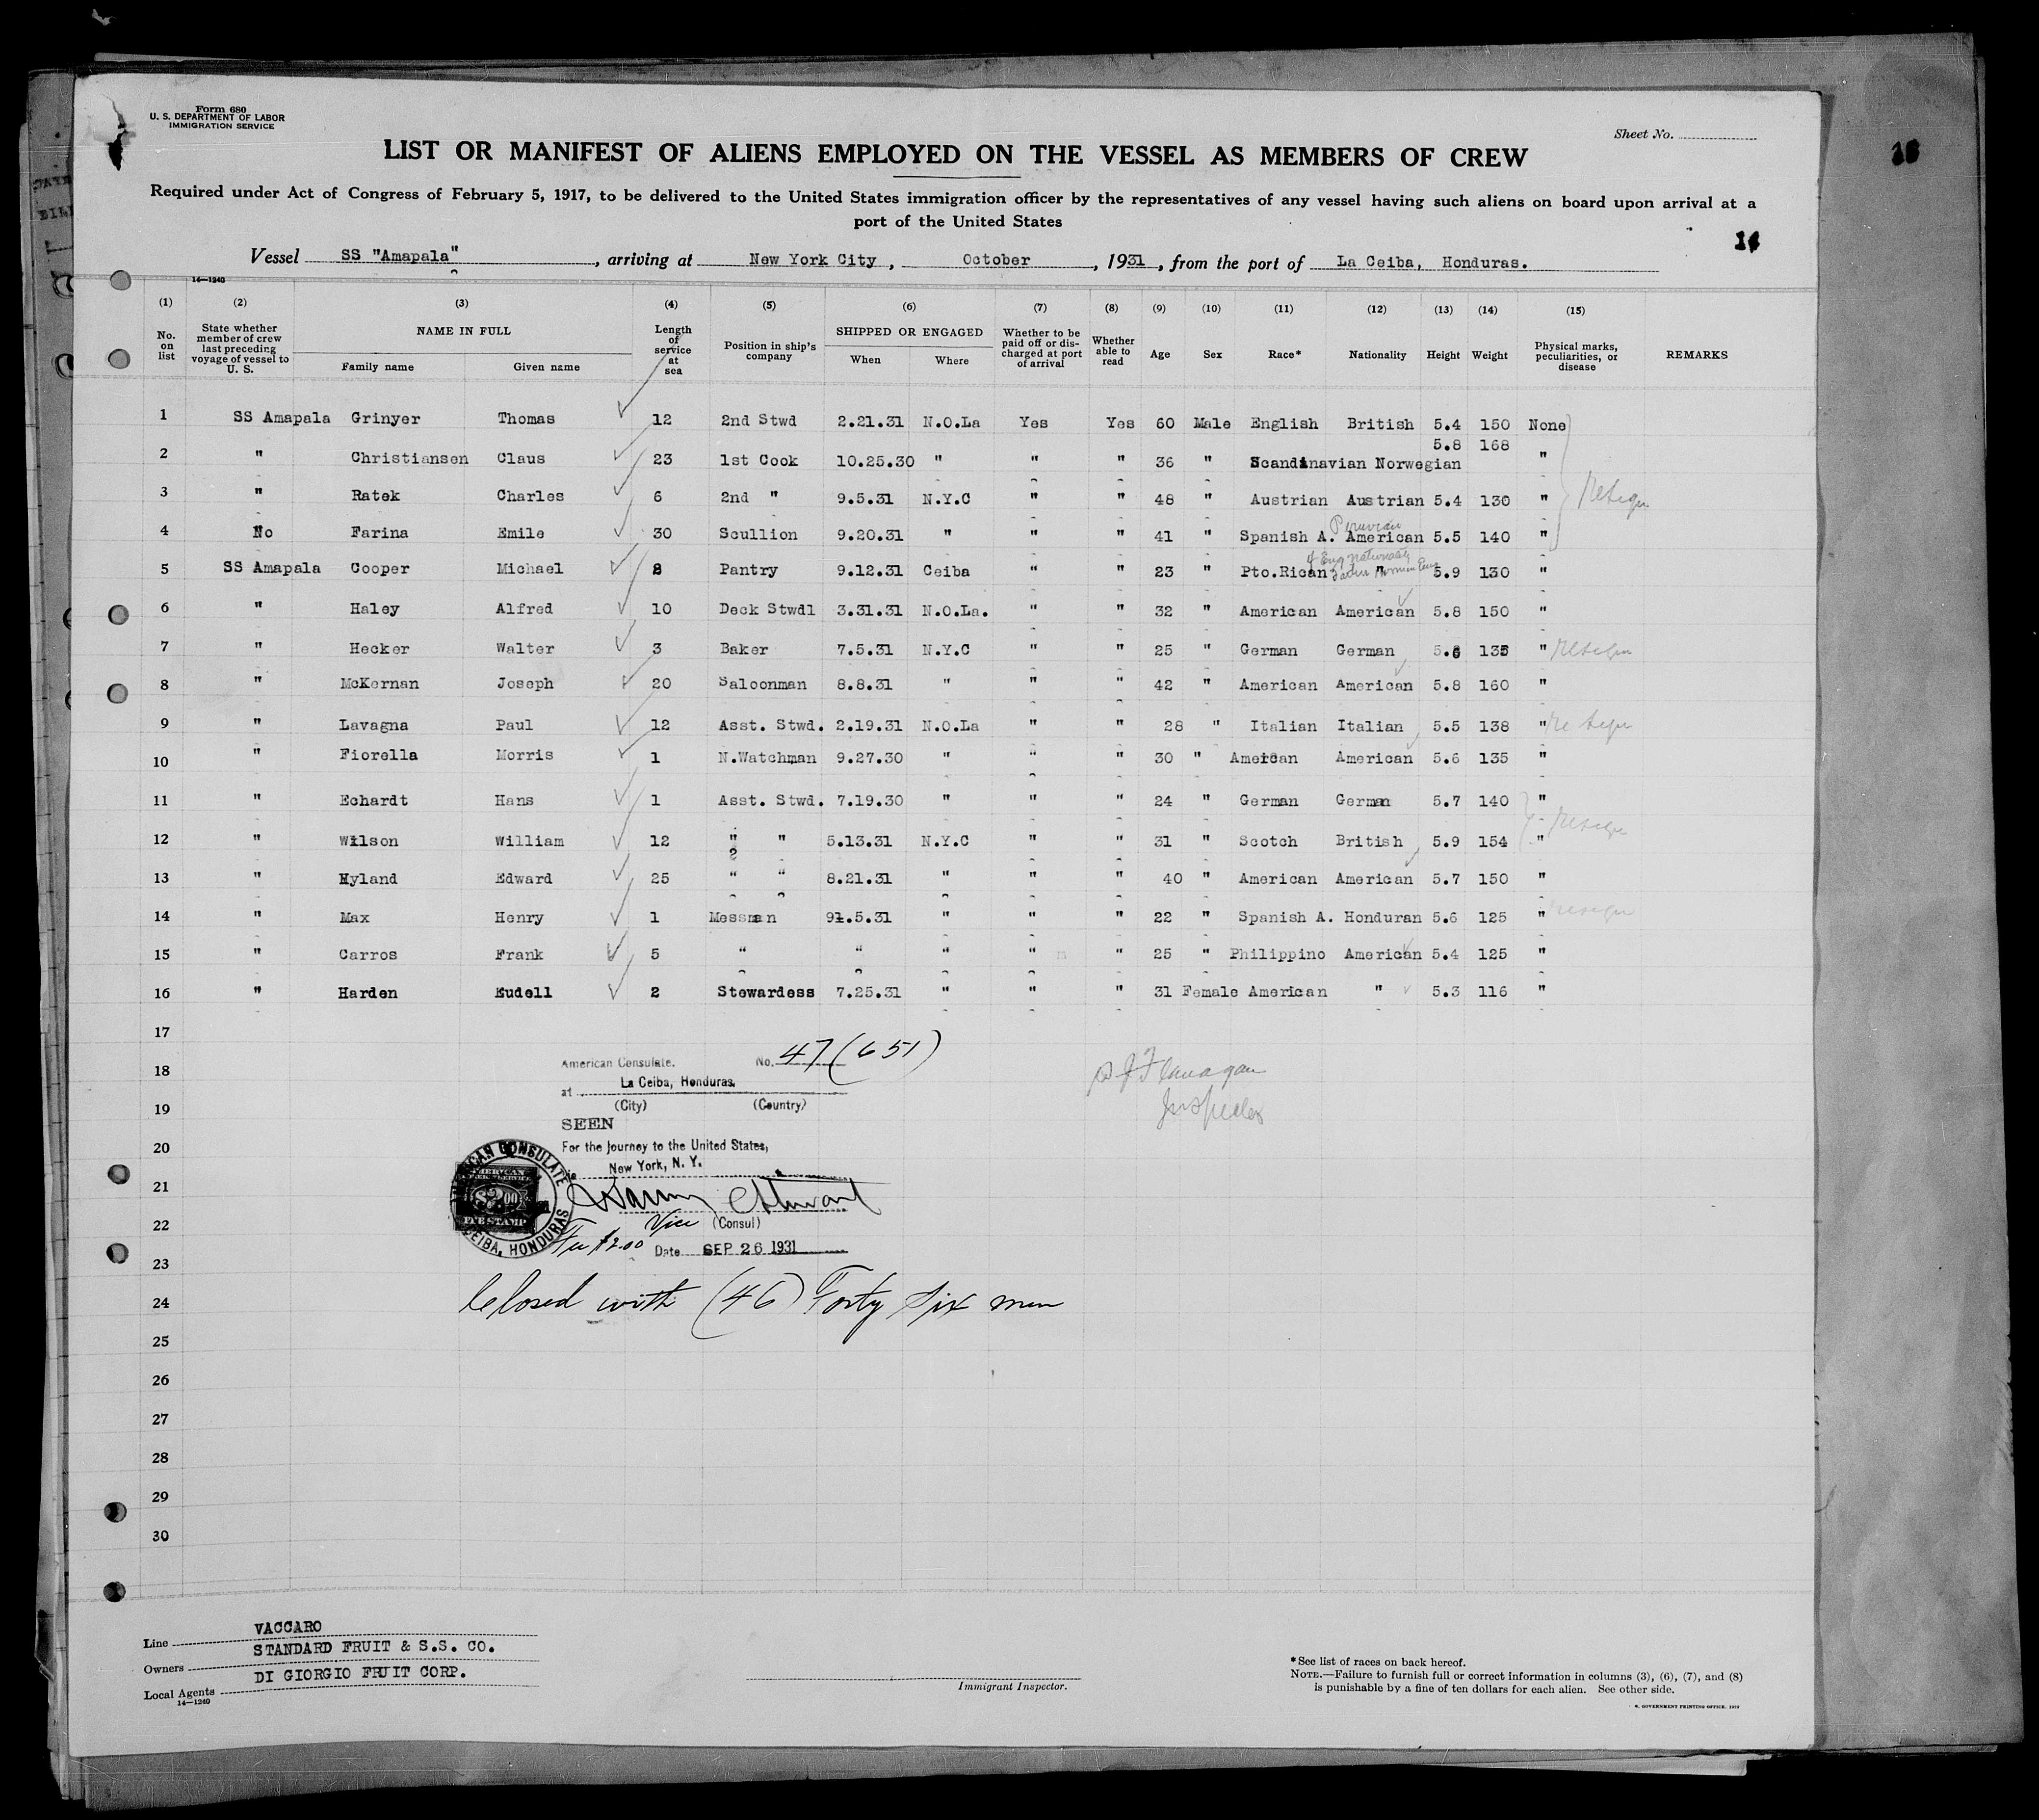 Form 680
U. S. DEPARTMENT OF LABOR
IMMIGRATION SERVICE
Sheet No.
LIST OR MANIFEST OF ALIENS EMPLOYED ON THE VESSEL AS MEMBERS OF CREW
Required under Act of Congress of February 5, 1917, to be delivered to the United States immigration officer by the representatives of any vessel having such aliens on board upon arrival at a
port of the United States
14
Vessel SS "Amapala", arriving at New York City, October, 1931, from the port of La Ceiba, Honduras.
14—1240
(1) (2) (3) (4) (5) (6) (7) (8) (9) (10) (11) (12) (13) (14) (15)
No. on list
State whether member of crew last preceding voyage of vessel to U. S.
NAME IN FULL
Family name
Given name
Length of service at sea
Position in ship's company
SHIPPED OR ENGAGED
When
Where
Whether to be paid off or discharged at port of arrival
Whether able to read
Age
Sex
Race*
Nationality
Height
Weight
Physical marks, peculiarities, or disease
REMARKS
1 SS Amapala Grinyer Thomas 12 2nd Stwd 2.21.31 N.O.La Yes Yes 60 Male English British 5.4 150 None
2 " Christiansen Claus 23 1st Cook 10.25.30 " " " 36 " Scandinavian Norwegian 5.8 168 "
3 " Ratek Charles 6 2nd " 9.5.31 N.Y.C " " 48 " Austrian Austrian 5.4 130 "
4 No Farina Emile 30 Scullion 9.20.31 " " " 41 " Spanish A. American Peruvian 5.5 140 "
5 SS Amapala Cooper Michael 8 Pantry 9.12.31 Ceiba " " 23 " Pto.Rican " 5.9 130 "
6 " Haley Alfred 10 Deck Stwdl 3.31.31 N.O.La. " " 32 " American American 5.8 150 "
7 " Hecker Walter 3 Baker 7.5.31 N.Y.C " " 25 " German German 5.6 135 "
8 " McKernan Joseph 20 Saloonman 8.8.31 " " " 42 " American American 5.8 160 "
9 " Lavagna Paul 12 Asst. Stwd. 2.19.31 N.O.La " " 28 " Italian Italian 5.5 138 "
10 " Fiorella Morris 1 N.Watchman 9.27.30 " " " 30 " American American 5.6 135 "
11 " Echardt Hans 1 Asst. Stwd. 7.19.30 " " " 24 " German German 5.7 140 "
12 " Wilson William 12 " " 5.13.31 N.Y.C " " 31 " Scotch British 5.9 154 "
13 " Hyland Edward 25 " " 8.21.31 " " " 40 " American American 5.7 150 "
14 " Max Henry 1 Messman 91.5.31 " " " 22 " Spanish A. Honduran 5.6 125 "
15 " Carros Frank 5 " " " " " 25 " Philippino American 5.4 125 "
16 " Harden Eudell 2 Stewardess 7.25.31 " " " 31 Female American " 5.3 116 "
17
18
19
20
21
22
23
24
25
26
27
28
29
30
American Consulate, No. 47 (651)
at La Ceiba, Honduras.
(City) (Country)
SEEN
For the journey to the United States,
New York, N. Y.
Vice (Consul)
Fee $2.00 Date SEP 26 1931
AMERICAN CONSULATE
CEIBA, HONDURAS
FEE STAMP
Flanagan
Inspector
Closed with (46) Forty Six men
Line VACCARO
Owners STANDARD FRUIT & S.S. CO.
Local Agents DI GIORGIO FRUIT CORP.
14—1240
Immigrant Inspector.
*See list of races on back hereof.
NOTE.—Failure to furnish full or correct information in columns (3), (6), (7), and (8)
is punishable by a fine of ten dollars for each alien. See other side.